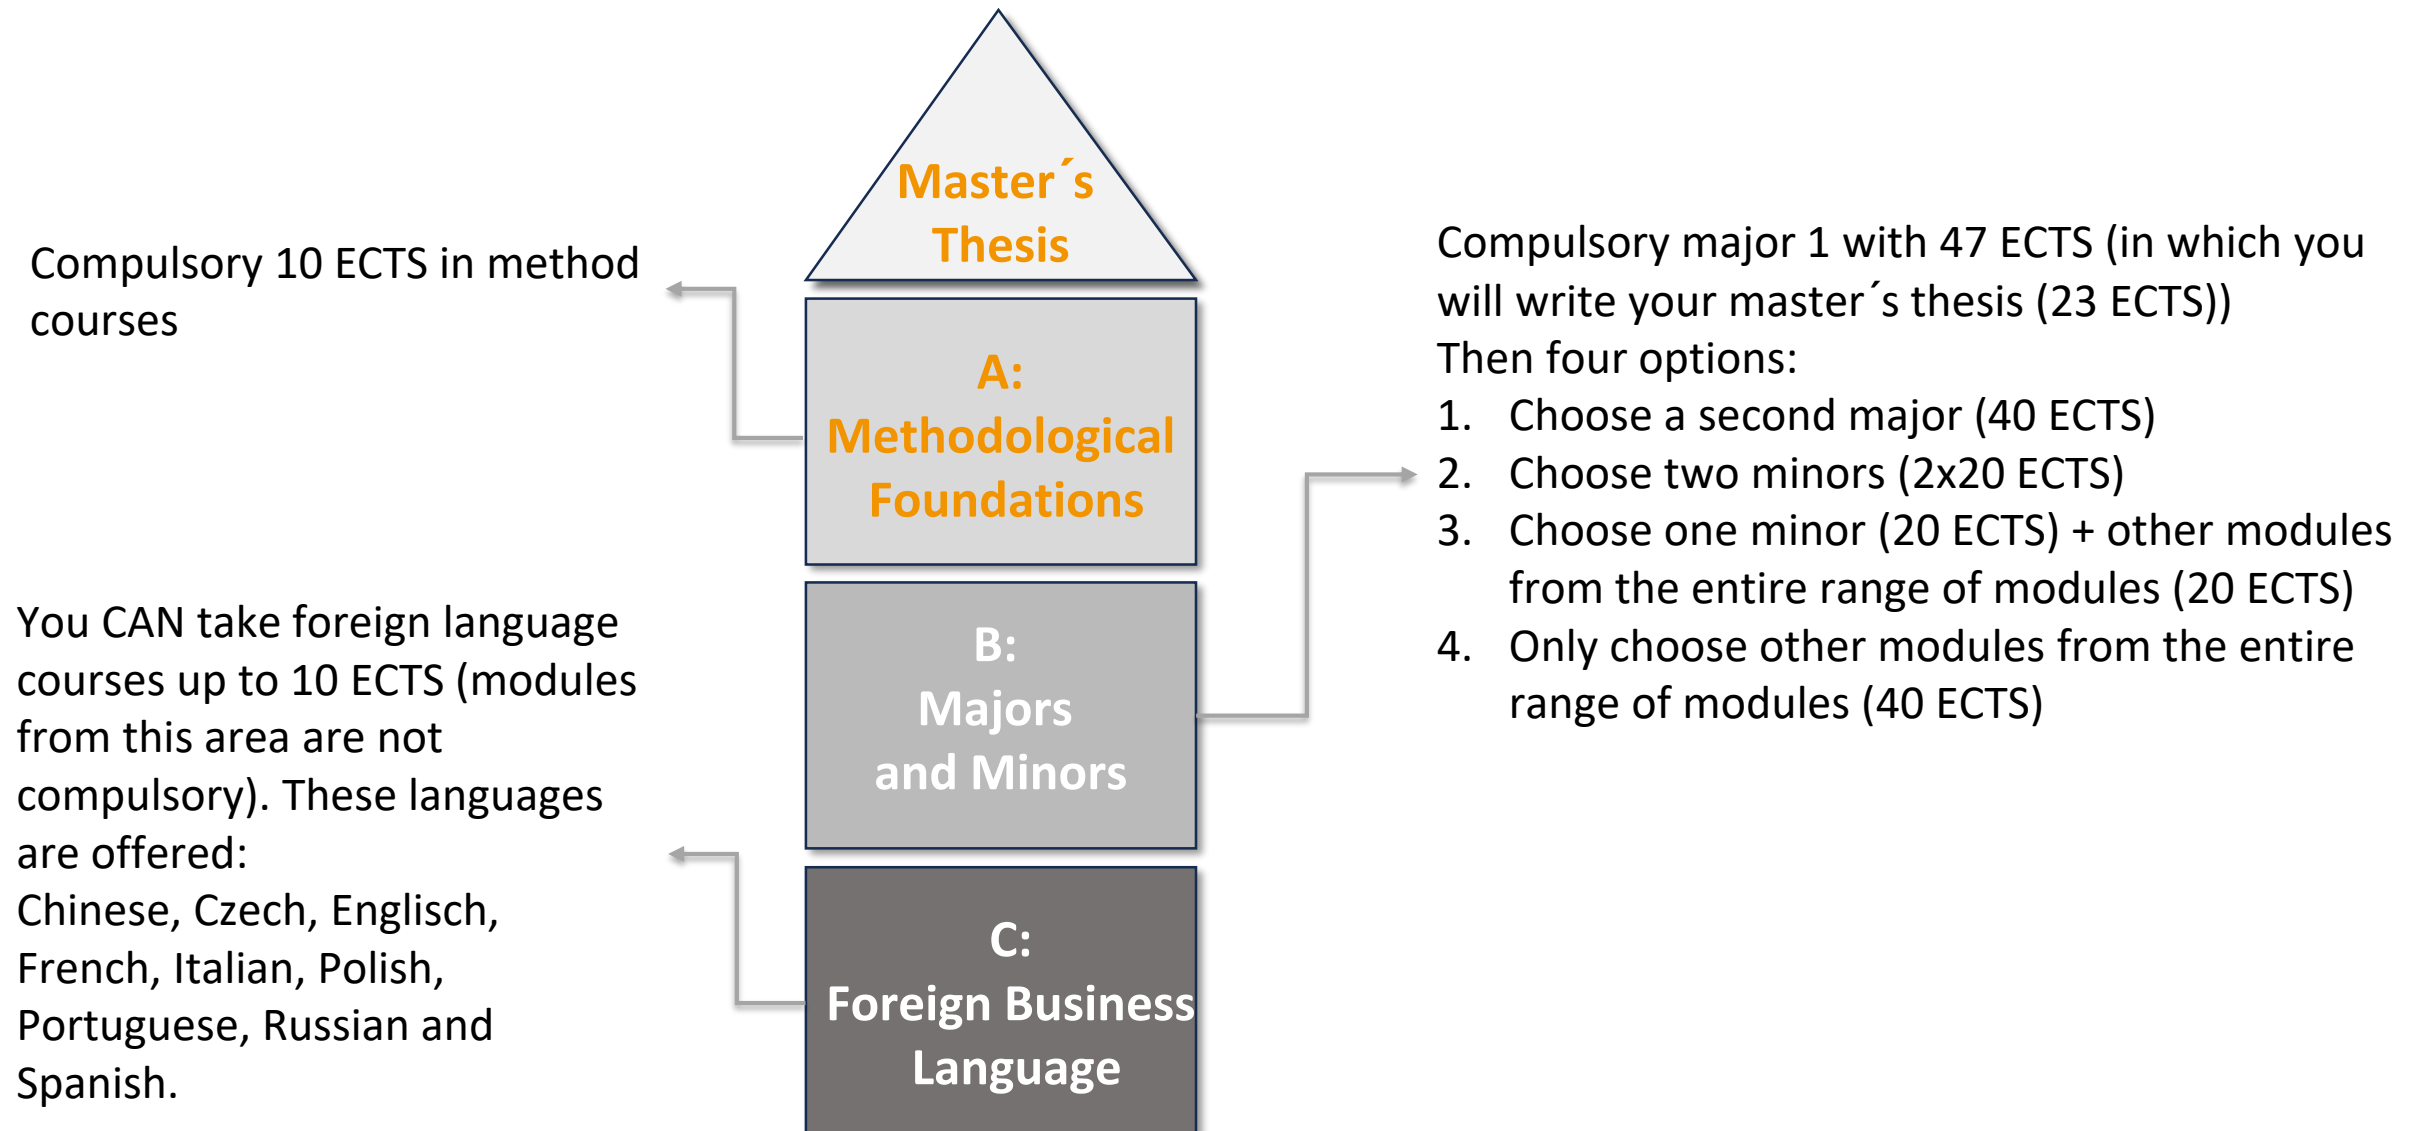 Master´s
Thesis
Compulsory 10 ECTS in method
courses
A:
Methodological
Foundations
Compulsory major 1 with 47 ECTS (in which you
will write your master´s thesis (23 ECTS))
Then four options:
1. Choose a second major (40 ECTS)
2. Choose two minors (2x20 ECTS)
3. Choose one minor (20 ECTS) + other modules
from the entire range of modules (20 ECTS)
4. Only choose other modules from the entire
range of modules (40 ECTS)
B:
Majors
and Minors
You CAN take foreign language
courses up to 10 ECTS (modules
from this area are not
compulsory). These languages
are offered:
Chinese, Czech, Englisch,
French, Italian, Polish,
Portuguese, Russian and
Spanish.
C:
Foreign Business
Language